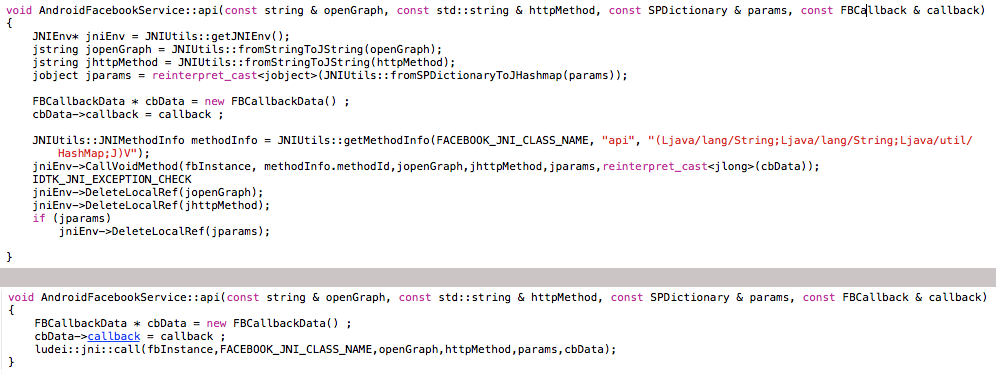 void AndroidFacebookService::api(const string & openGraph, const std::string & httpMethod, const SPDictionary & params, const FBCallback & callback)
{
    JNIEnv* jniEnv = JNIUtils::getJNIEnv();
    jstring jopenGraph = JNIUtils::fromStringToJString(openGraph);
    jstring jhttpMethod = JNIUtils::fromStringToJString(httpMethod);
    jobject jparams = reinterpret_cast<jobject>(JNIUtils::fromSPDictionaryToJHashmap(params));

    FBCallbackData * cbData = new FBCallbackData() ;
    cbData->callback = callback ;

    JNIUtils::JNIMethodInfo methodInfo = JNIUtils::getMethodInfo(FACEBOOK_JNI_CLASS_NAME, "api", "(Ljava/lang/String;Ljava/lang/String;Ljava/util/
        HashMap;J)V");
    jniEnv->CallVoidMethod(fbInstance, methodInfo.methodId,jopenGraph,jhttpMethod,jparams,reinterpret_cast<jlong>(cbData));
    IDTK_JNI_EXCEPTION_CHECK
    jniEnv->DeleteLocalRef(jopenGraph);
    jniEnv->DeleteLocalRef(jhttpMethod);
    if (jparams)
        jniEnv->DeleteLocalRef(jparams);

}
void AndroidFacebookService::api(const string & openGraph, const std::string & httpMethod, const SPDictionary & params, const FBCallback & callback)
{
    FBCallbackData * cbData = new FBCallbackData() ;
    cbData->callback = callback ;
    ludei::jni::call(fbInstance,FACEBOOK_JNI_CLASS_NAME,openGraph,httpMethod,params,cbData);
}